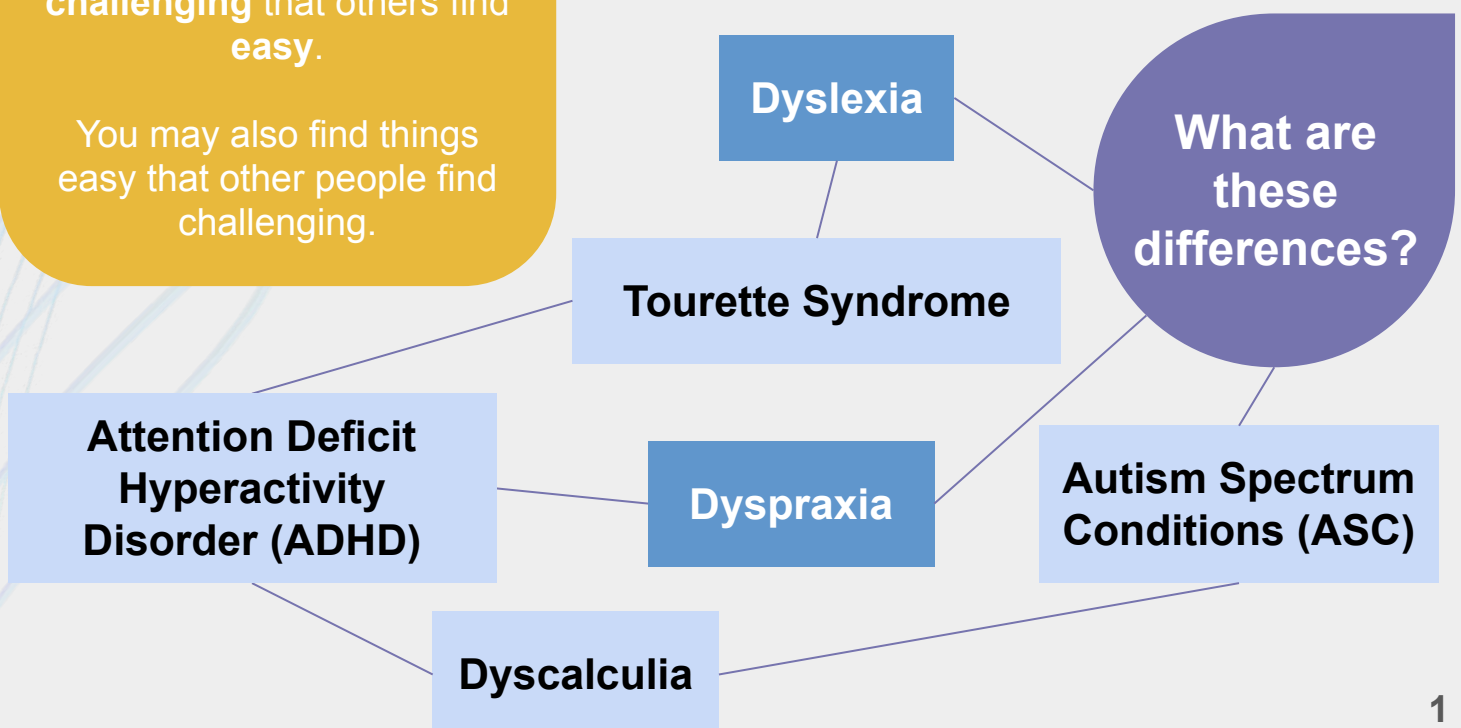 challenging that others find
easy.
You may also find things
easy that other people find
challenging.
Dyslexia
What are
these
differences?
Tourette Syndrome
Attention Deficit
Hyperactivity
Disorder (ADHD)
Dyspraxia
Autism Spectrum
Conditions (ASC)
Dyscalculia
1